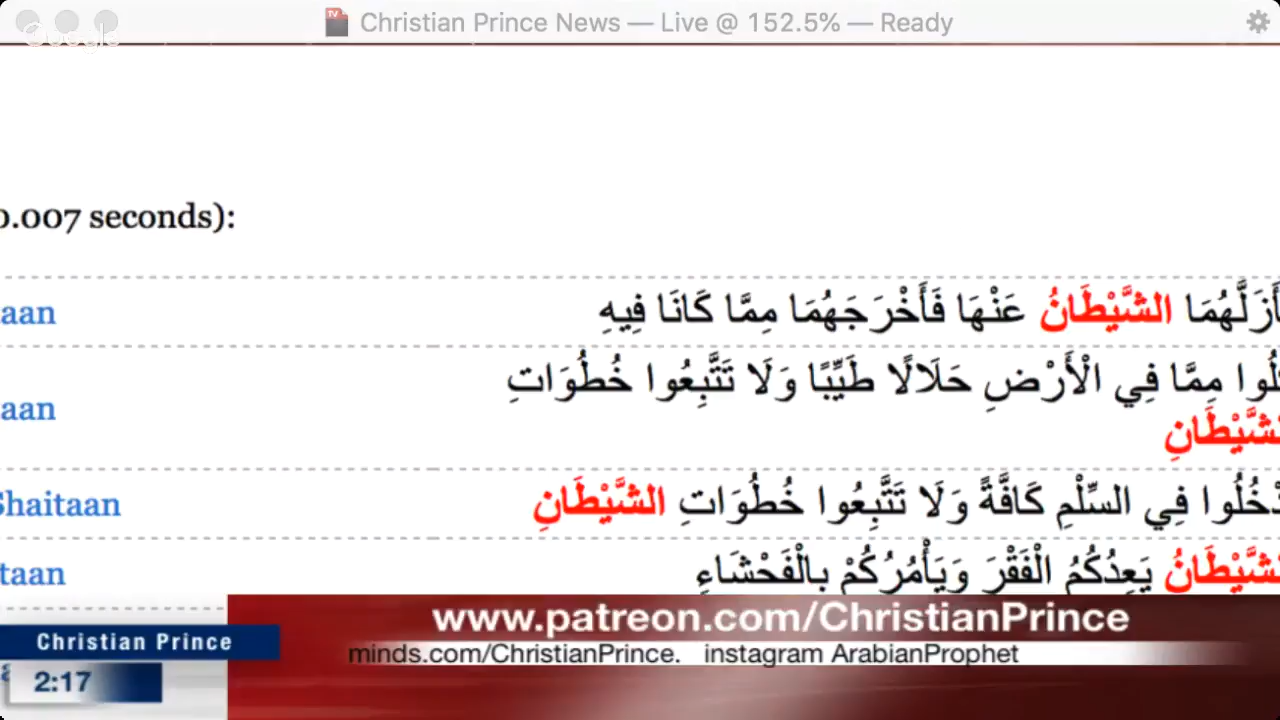 Christian Prince News — Live @ 152.5% — Ready
Google
0.007 seconds):
أَزَلَّهُمَا الشَّيْطَانُ عَنْهَا فَأَخْرَجَهُمَا مِمَّا كَانَا فِيهِ
aan
مِمَّا فِي الْأَرْضِ حَلَالًا طَيِّبًا وَلَا تَتَّبِعُوا خُطُوَاتِ
aan
شَّيْطَانِ
دْخُلُوا فِي السِّلْمِ كَافَّةً وَلَا تَتَّبِعُوا خُطُوَاتِ الشَّيْطَانِ
Shaitaan
شَّيْطَانُ يَعِدُكُمُ الْفَقْرَ وَيَأْمُرُكُمْ بِالْفَحْشَاءِ
taan
www.patreon.com/ChristianPrince
Christian Prince
minds.com/ChristianPrince. instagram ArabianProphet
2:17